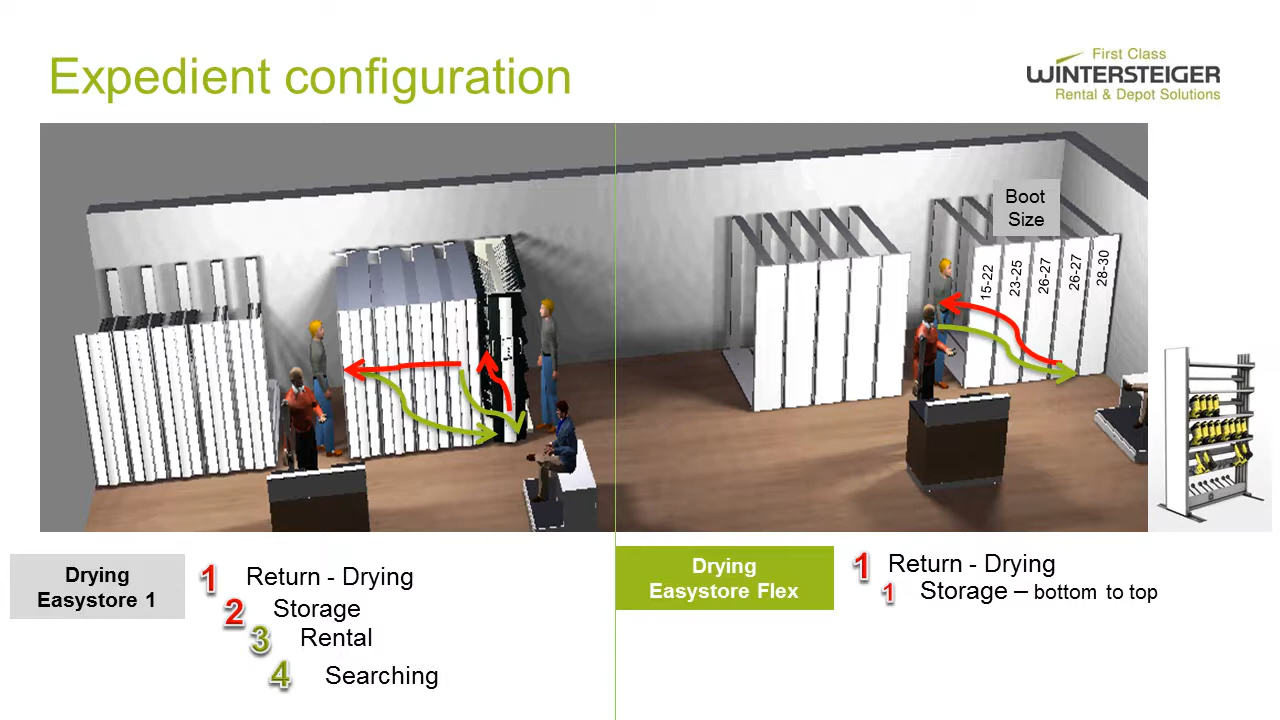 Expedient configuration
First Class
WINTERSTEIGER
Rental & Depot Solutions
Boot
Size
15-22
23-25
26-27
26-27
28-30
Drying
Easystore 1
1 Return - Drying
2 Storage
3 Rental
4 Searching
Drying
Easystore Flex
1 Return - Drying
1 Storage – bottom to top